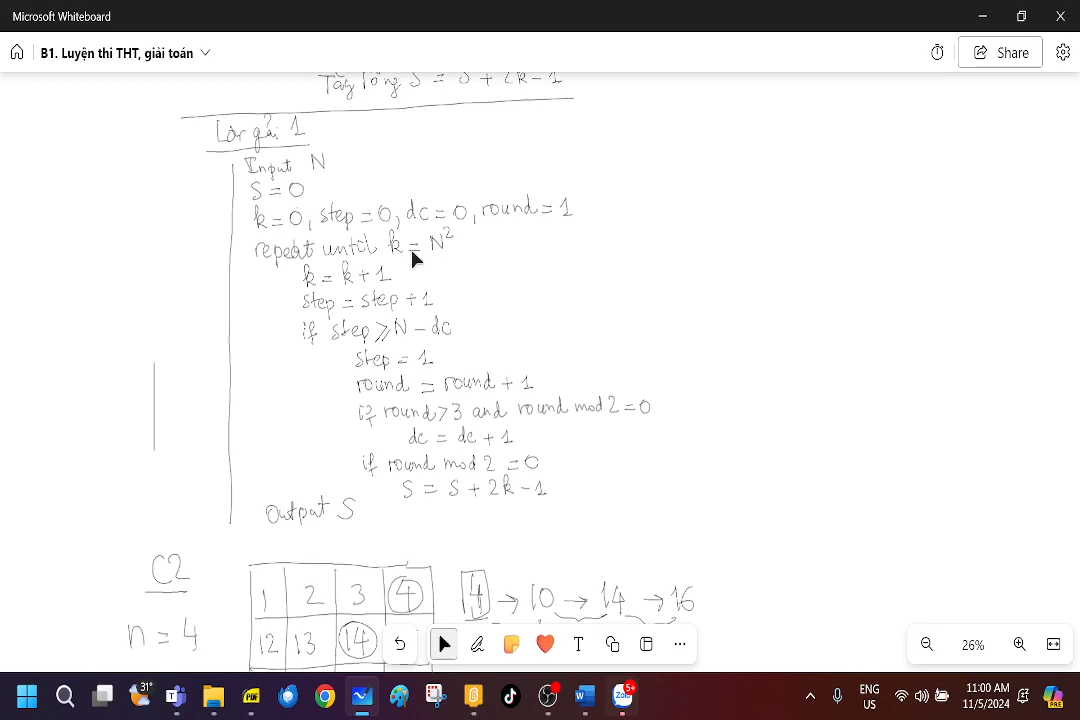 Microsoft Whiteboard
B1. Luyện thi THT, giải toán
Share
Tăg tổng S = S + 2k - 1
Lời giải 1
Input N
S = 0
k = 0, step = 0, dc = 0, round = 1
repeat until k = N²
k = k + 1
step = step + 1
if step ⩾ N - dc
step = 1
round = round + 1
if round > 3 and round mod 2 = 0
dc = dc + 1
if round mod 2 = 0
S = S + 2k - 1
Output S
C2
n = 4
1 2 3 4
4 → 10 → 14 → 16
12 13 14
26%
31°
5+
ENG
US
11:00 AM
11/5/2024